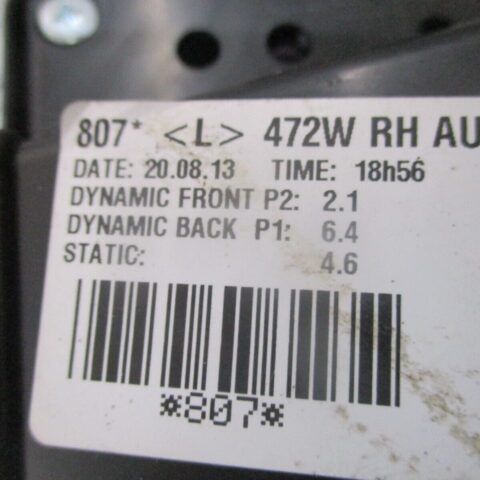 807* <L> 472W RH AU
DATE: 20.08.13 TIME: 18h56
DYNAMIC FRONT P2: 2.1
DYNAMIC BACK P1: 6.4
STATIC: 4.6
*807*